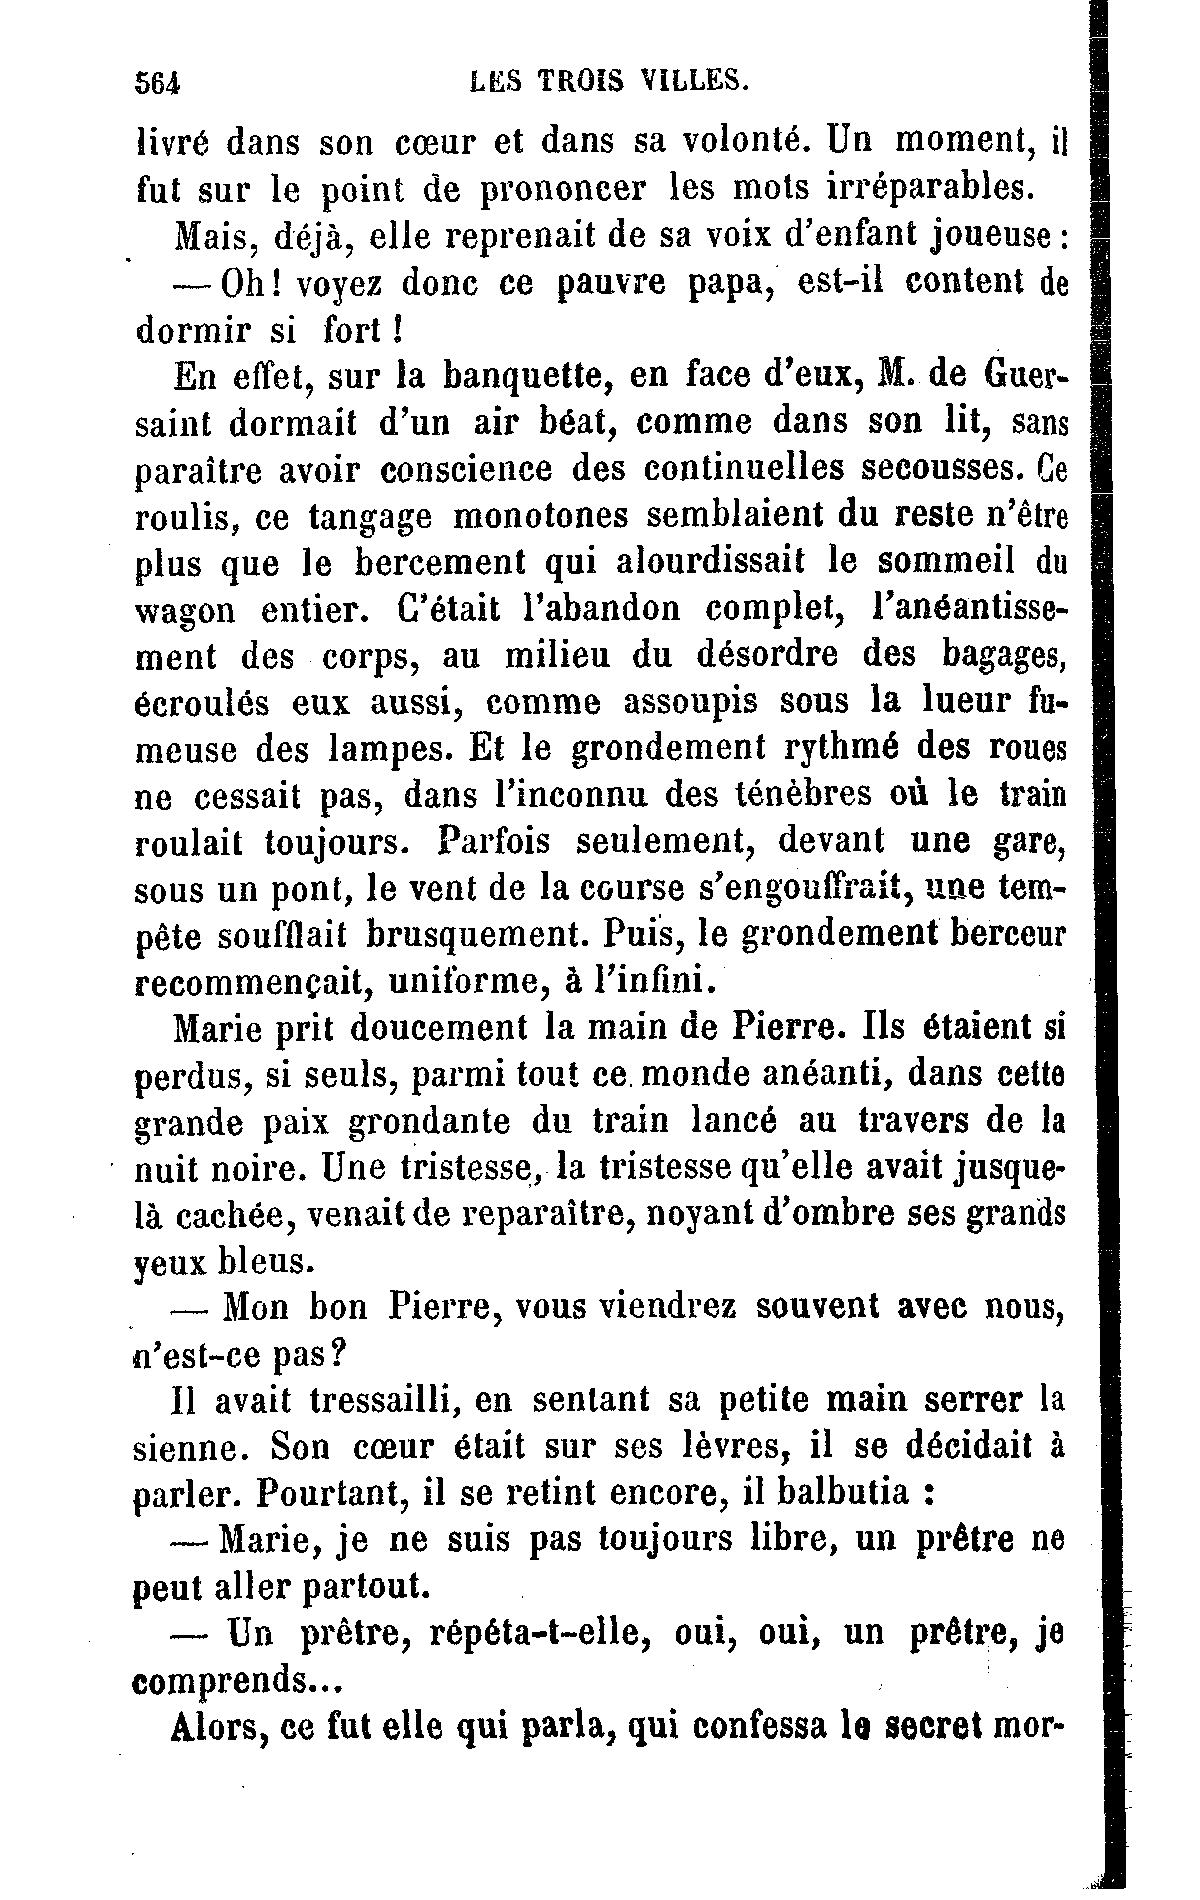 564 LES TROIS VILLES.
livré dans son cœur et dans sa volonté. Un moment, il
fut sur le point de prononcer les mots irréparables.
Mais, déjà, elle reprenait de sa voix d'enfant joueuse :
— Oh! voyez donc ce pauvre papa, est-il content de
dormir si fort !
En effet, sur la banquette, en face d'eux, M. de Guer-
saint dormait d'un air béat, comme dans son lit, sans
paraître avoir conscience des continuelles secousses. Ce
roulis, ce tangage monotones semblaient du reste n'être
plus que le bercement qui alourdissait le sommeil du
wagon entier. C'était l'abandon complet, l'anéantisse-
ment des corps, au milieu du désordre des bagages,
écroulés eux aussi, comme assoupis sous la lueur fu-
meuse des lampes. Et le grondement rythmé des roues
ne cessait pas, dans l'inconnu des ténèbres où le train
roulait toujours. Parfois seulement, devant une gare,
sous un pont, le vent de la course s'engouffrait, une tem-
pête soufflait brusquement. Puis, le grondement berceur
recommençait, uniforme, à l'infini.
Marie prit doucement la main de Pierre. Ils étaient si
perdus, si seuls, parmi tout ce monde anéanti, dans cette
grande paix grondante du train lancé au travers de la
nuit noire. Une tristesse, la tristesse qu'elle avait jusque-
là cachée, venait de reparaître, noyant d'ombre ses grands
yeux bleus.
— Mon bon Pierre, vous viendrez souvent avec nous,
n'est-ce pas?
Il avait tressailli, en sentant sa petite main serrer la
sienne. Son cœur était sur ses lèvres, il se décidait à
parler. Pourtant, il se retint encore, il balbutia :
— Marie, je ne suis pas toujours libre, un prêtre ne
peut aller partout.
— Un prêtre, répéta-t-elle, oui, oui, un prêtre, je
comprends...
Alors, ce fut elle qui parla, qui confessa le secret mor-